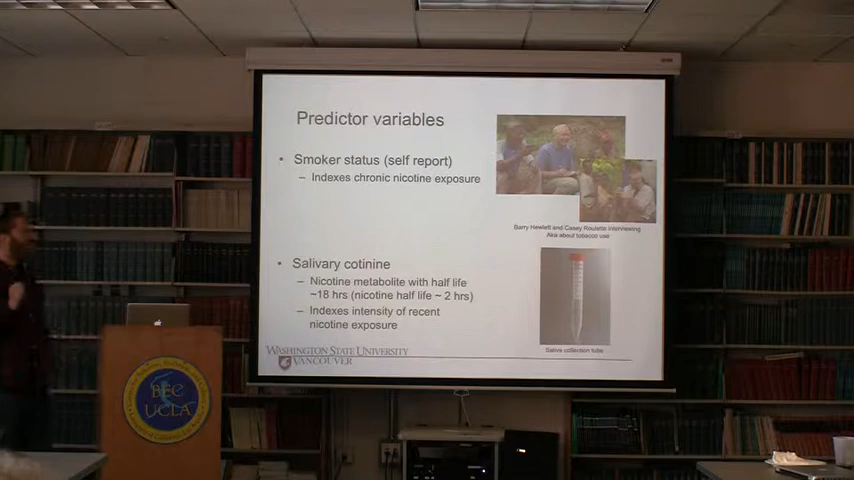 Predictor variables
• Smoker status (self report)
– Indexes chronic nicotine exposure
Barry Hewlett and Casey Roulette interviewing
Aka about tobacco use
• Salivary cotinine
– Nicotine metabolite with half life
~18 hrs (nicotine half life ~ 2 hrs)
– Indexes intensity of recent
nicotine exposure
Saliva collection tube
WASHINGTON STATE UNIVERSITY
VANCOUVER
BEC
UCLA